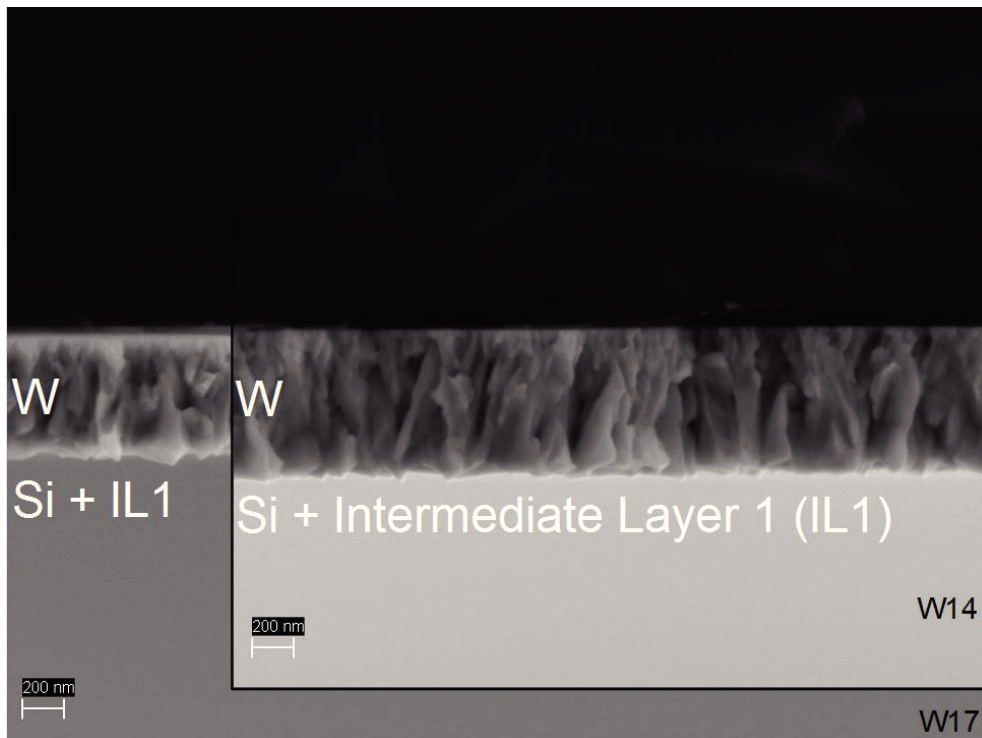 W
W
Si + IL1
Si + Intermediate Layer 1 (IL1)
W14
200 nm
200 nm
W17